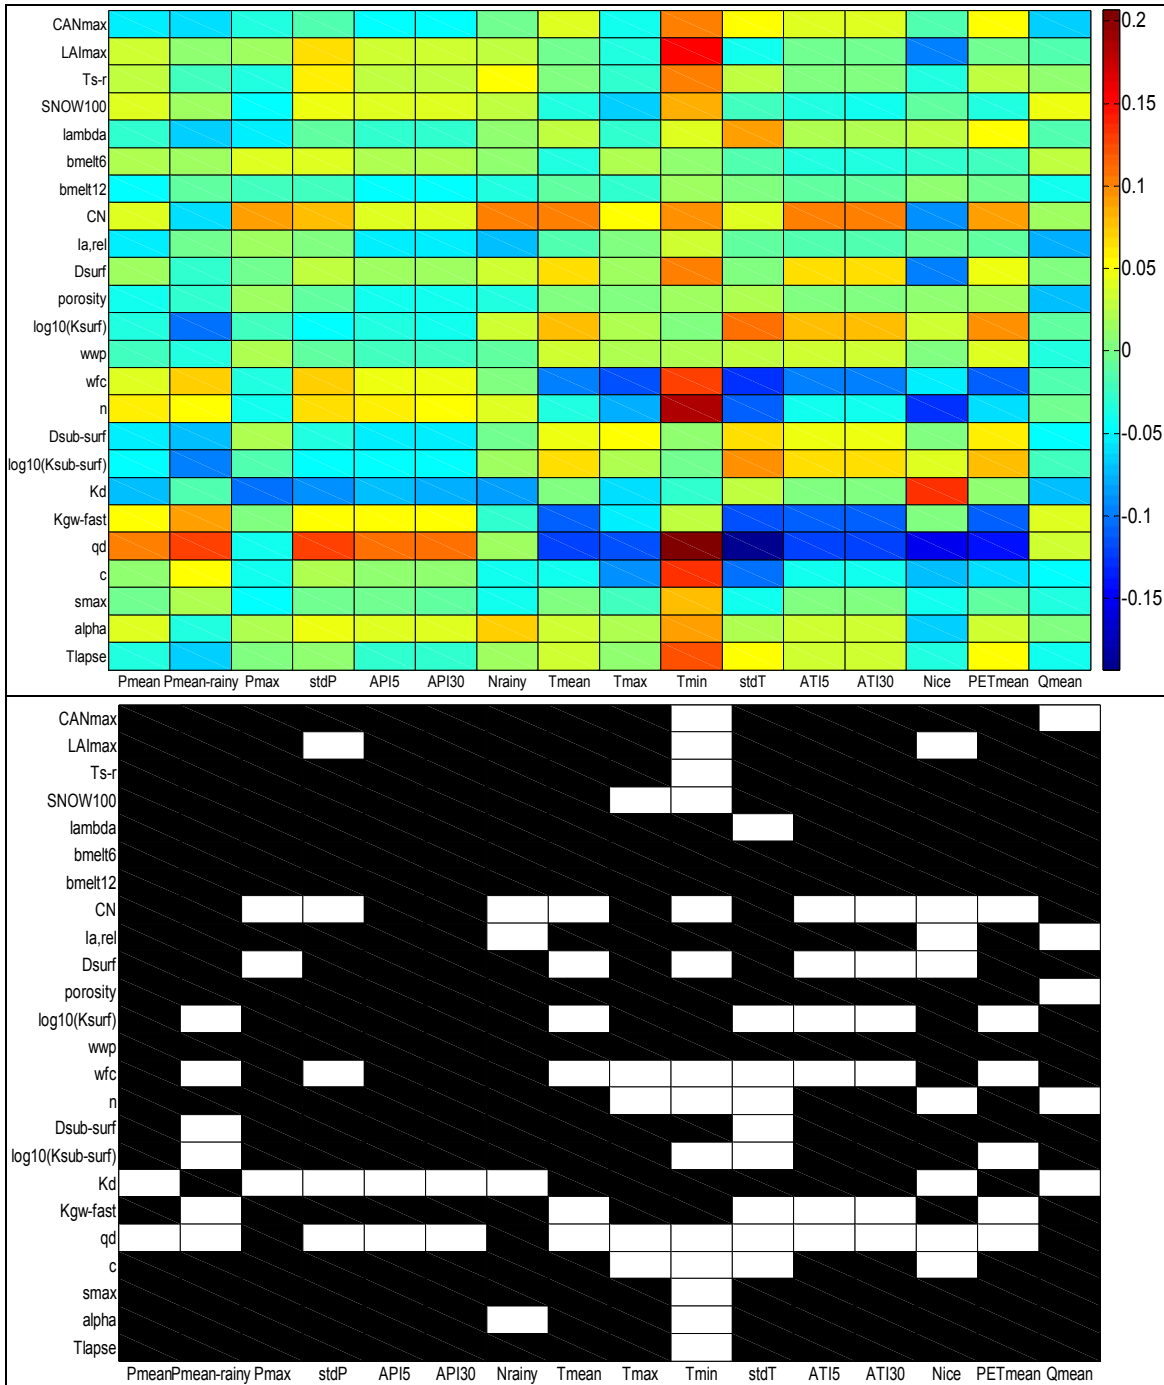 CANmax
LAImax
Ts-r
SNOW100
lambda
bmelt6
bmelt12
CN
Ia,rel
Dsurf
porosity
log10(Ksurf)
wwp
wfc
n
Dsub-surf
log10(Ksub-surf)
Kd
Kgw-fast
qd
c
smax
alpha
Tlapse
Pmean Pmean-rainy Pmax stdP API5 API30 Nrainy Tmean Tmax Tmin stdT ATI5 ATI30 Nice PETmean Qmean
0.2
0.15
0.1
0.05
0
-0.05
-0.1
-0.15
CANmax
LAImax
Ts-r
SNOW100
lambda
bmelt6
bmelt12
CN
Ia,rel
Dsurf
porosity
log10(Ksurf)
wwp
wfc
n
Dsub-surf
log10(Ksub-surf)
Kd
Kgw-fast
qd
c
smax
alpha
Tlapse
Pmean Pmean-rainy Pmax stdP API5 API30 Nrainy Tmean Tmax Tmin stdT ATI5 ATI30 Nice PETmean Qmean